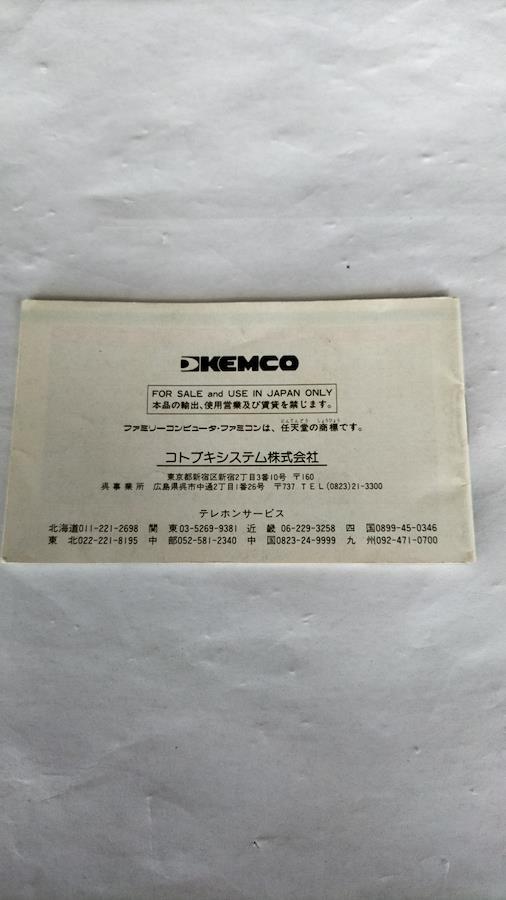 KEMCO
FOR SALE and USE IN JAPAN ONLY
本品の輸出、使用営業及び賃貸を禁じます。
ファミリーコンピュータ・ファミコンは、任天堂の商標です。
コトブキシステム株式会社
東京都新宿区新宿2丁目3番10号 〒160
呉事業所 広島県呉市中通2丁目1番26号 〒737 TEL(0823)21-3300
テレホンサービス
北海道011-221-2698 関東03-5269-9381 近畿06-229-3258 四国0899-45-0346
東北022-221-8195 中部052-581-2340 中国0823-24-9999 九州092-471-0700